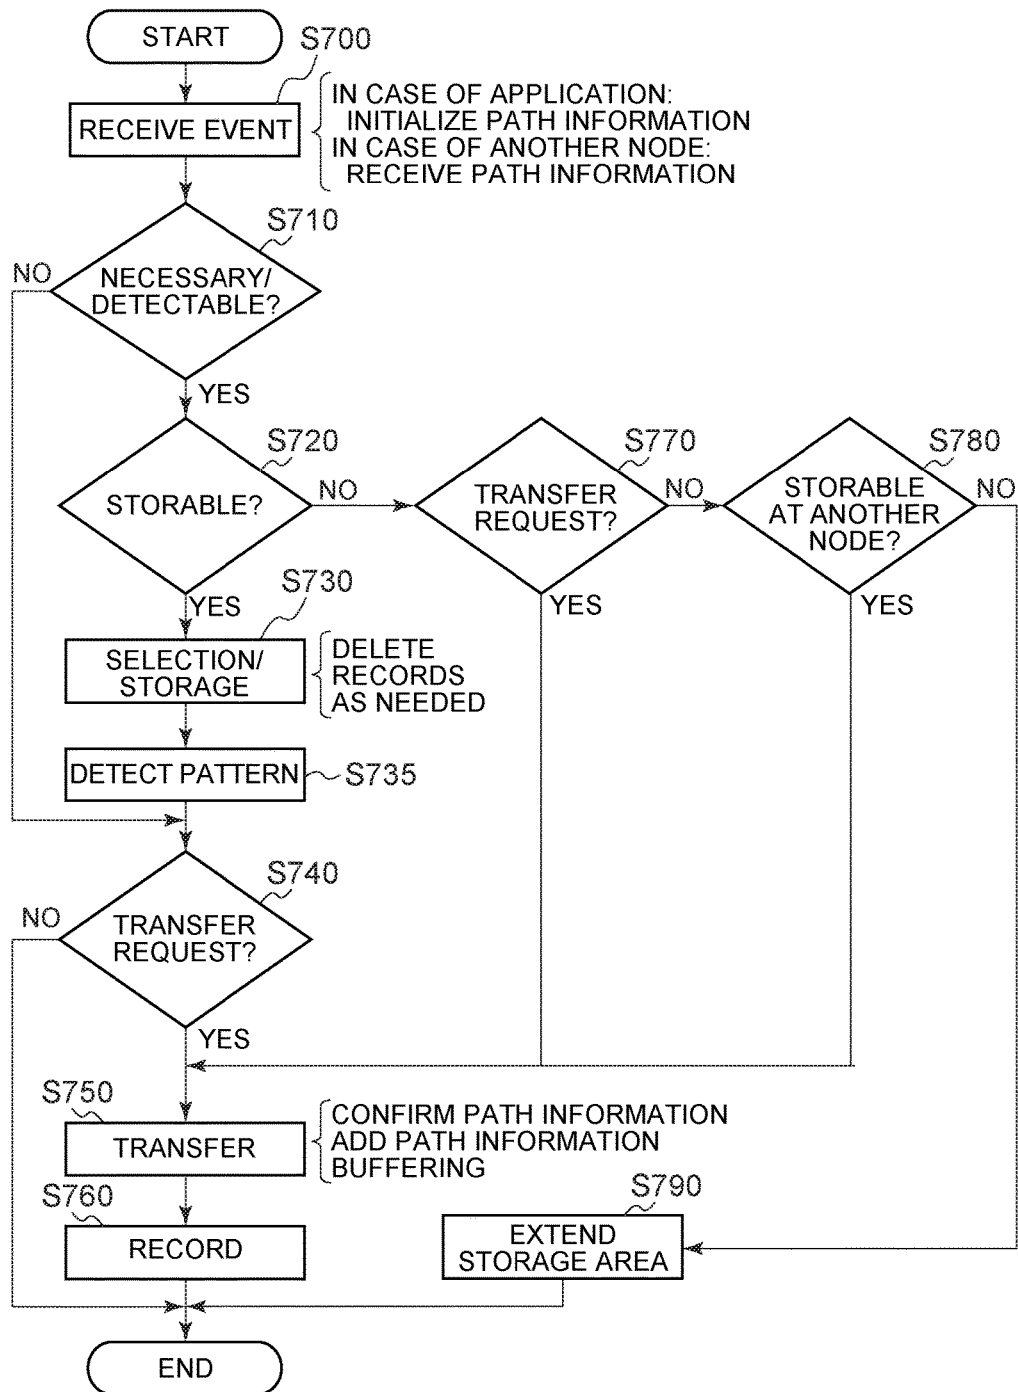 START
S700
RECEIVE EVENT
IN CASE OF APPLICATION:
INITIALIZE PATH INFORMATION
IN CASE OF ANOTHER NODE:
RECEIVE PATH INFORMATION
S710
NO
NECESSARY/
DETECTABLE?
YES
S720
STORABLE?
NO
S770
TRANSFER
REQUEST?
NO
S780
STORABLE
AT ANOTHER
NODE?
NO
YES
YES
YES
S730
SELECTION/
STORAGE
DELETE
RECORDS
AS NEEDED
DETECT PATTERN
S735
S740
NO
TRANSFER
REQUEST?
YES
S750
TRANSFER
CONFIRM PATH INFORMATION
ADD PATH INFORMATION
BUFFERING
S760
RECORD
S790
EXTEND
STORAGE AREA
END